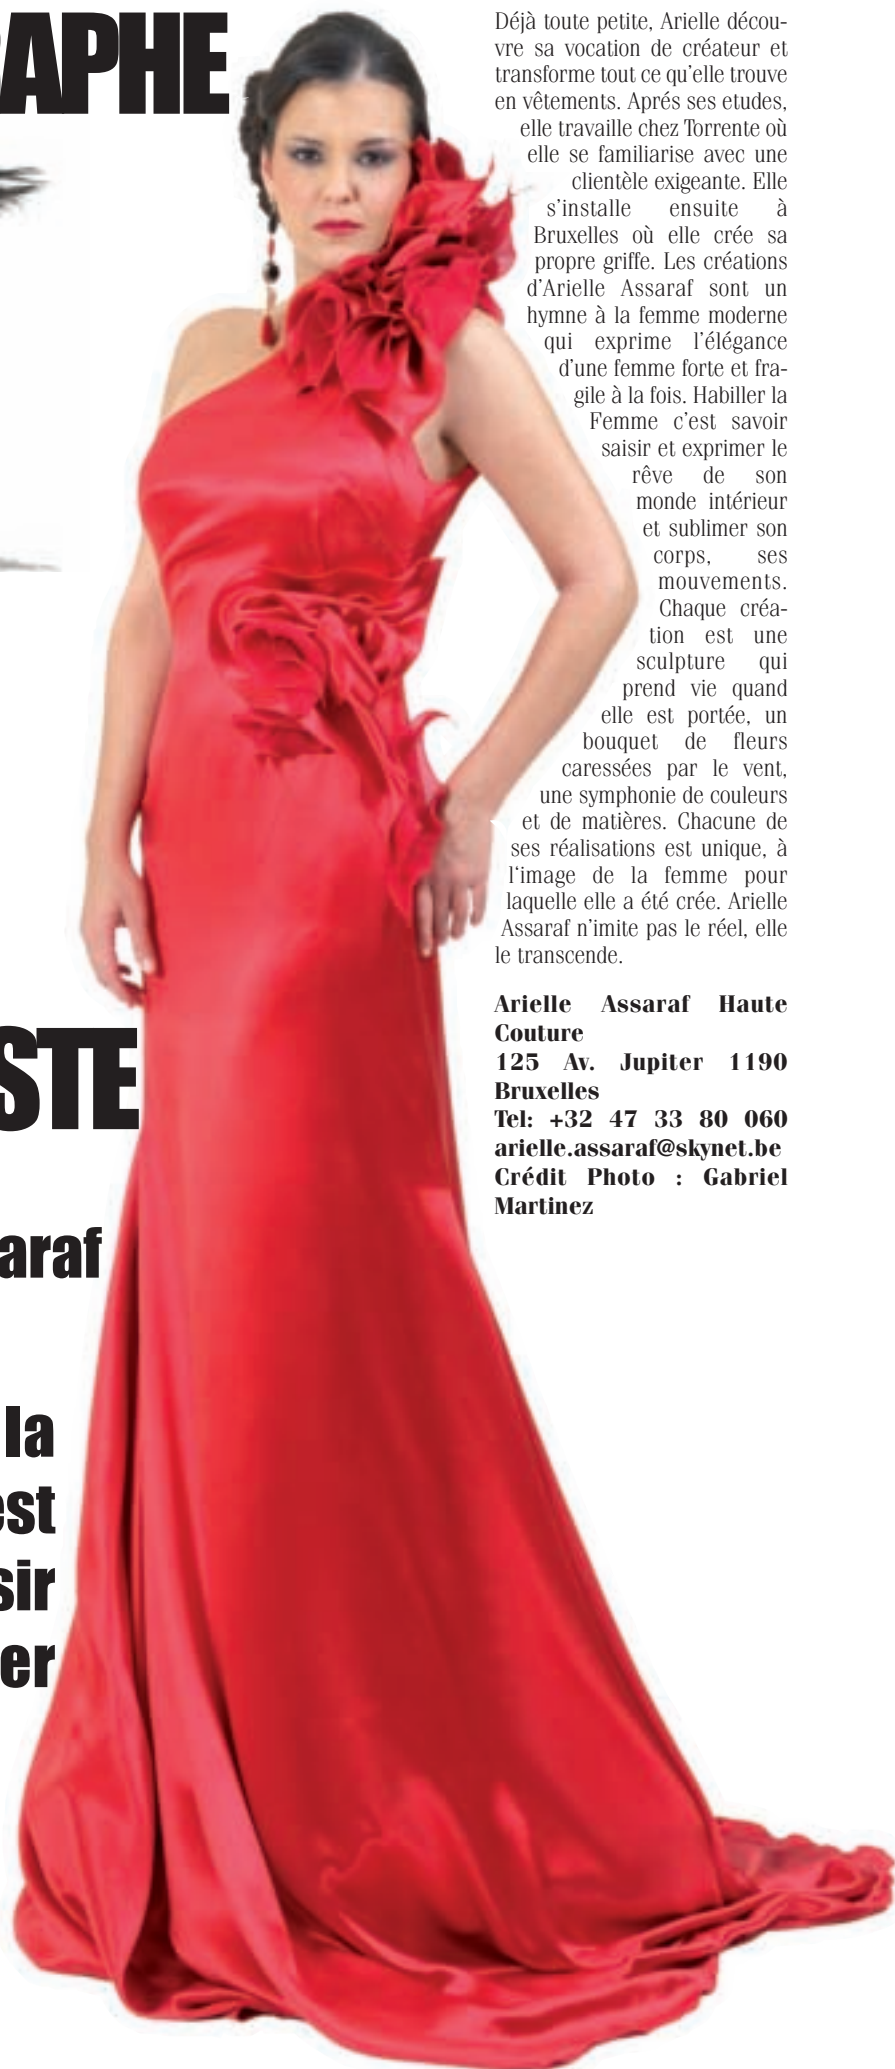 APHE
Déjà toute petite, Arielle décou-
vre sa vocation de créateur et
transforme tout ce qu'elle trouve
en vêtements. Aprés ses etudes,
elle travaille chez Torrente où
elle se familiarise avec une
clientèle exigeante. Elle
s'installe ensuite à
Bruxelles où elle crée sa
propre griffe. Les créations
d'Arielle Assaraf sont un
hymne à la femme moderne
qui exprime l'élégance
d'une femme forte et fra-
gile à la fois. Habiller la
Femme c'est savoir
saisir et exprimer le
rêve de son
monde intérieur
et sublimer son
corps, ses
mouvements.
Chaque créa-
tion est une
sculpture qui
prend vie quand
elle est portée, un
bouquet de fleurs
caressées par le vent,
une symphonie de couleurs
et de matières. Chacune de
ses réalisations est unique, à
l'image de la femme pour
laquelle elle a été crée. Arielle
Assaraf n'imite pas le réel, elle
le transcende.
Arielle Assaraf Haute
Couture
125 Av. Jupiter 1190
Bruxelles
Tel: +32 47 33 80 060
arielle.assaraf@skynet.be
Crédit Photo : Gabriel
Martinez
STE
araf
la
est
sir
er